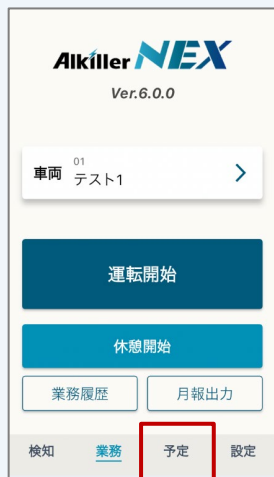 Alkiller NEX
Ver.6.0.0
車両 01 テスト1
運転開始
休憩開始
業務履歴 月報出力
検知 業務 予定 設定